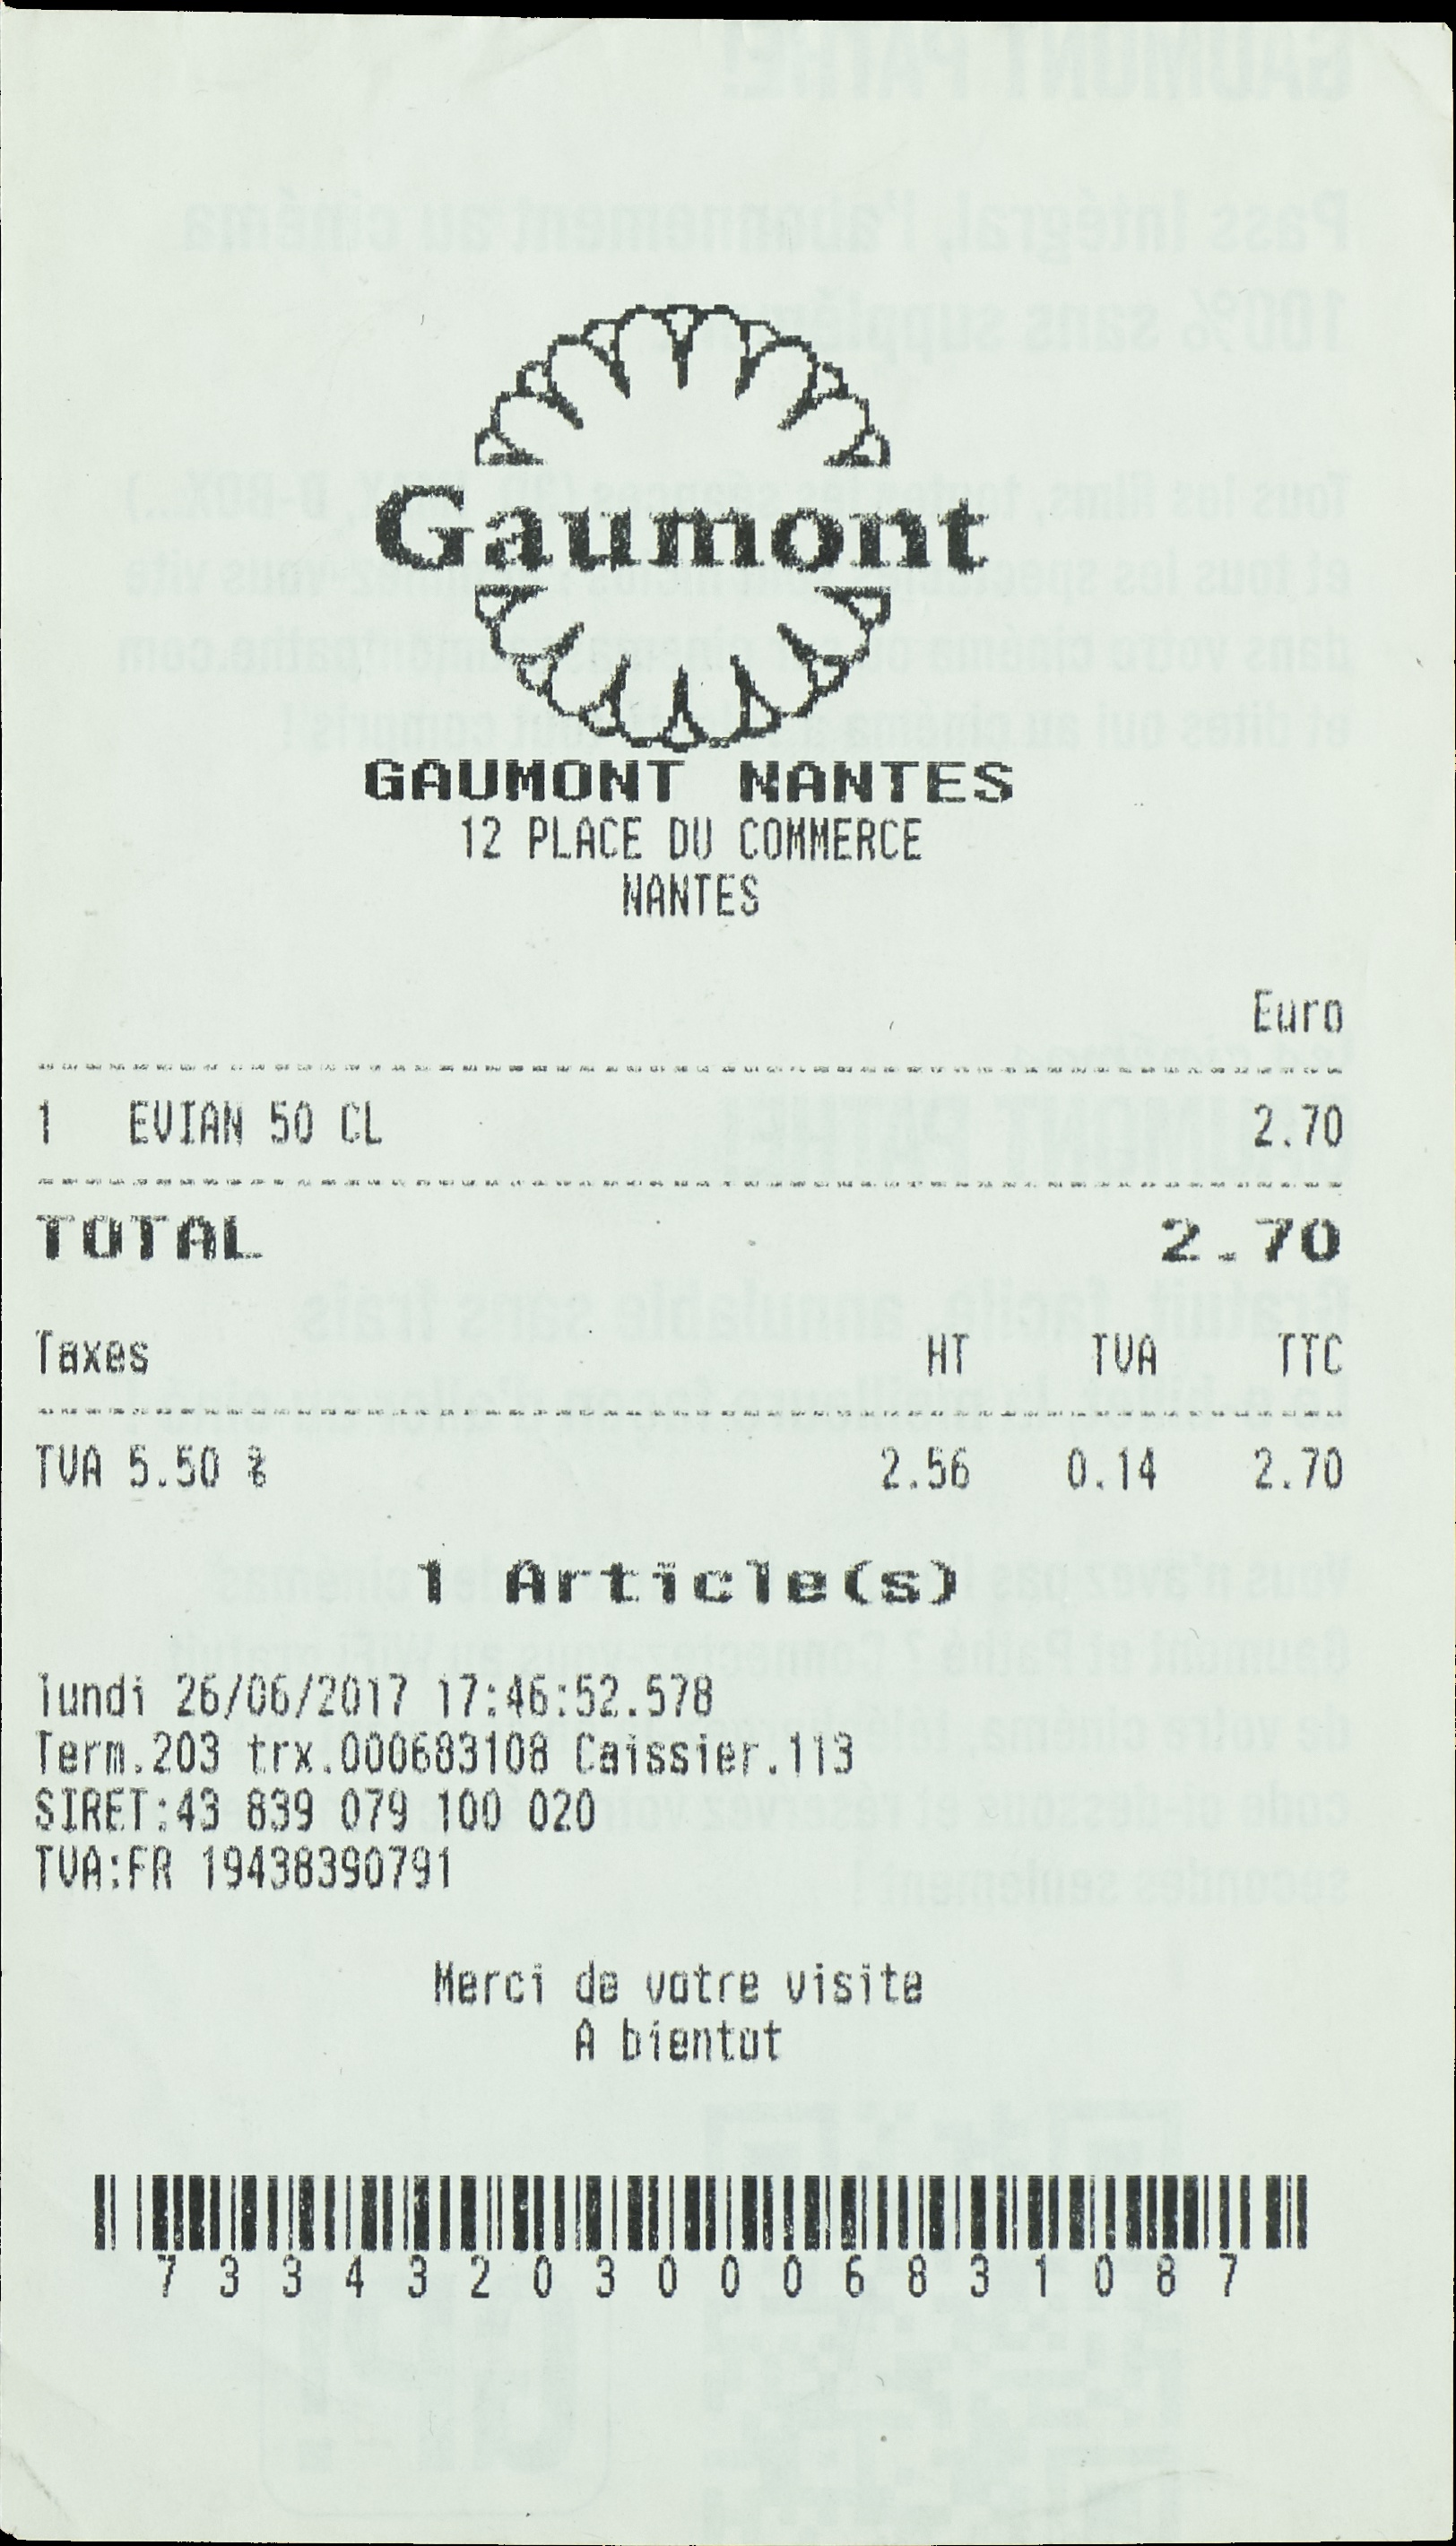 Gaumont
GAUMONT NANTES
12 PLACE DU COMMERCE
NANTES
Euro
1 EVIAN 50 CL 2.70
TOTAL 2.70
Taxes HT TVA TTC
TVA 5.50 % 2.56 0.14 2.70
1 Article(s)
lundi 26/06/2017 17:46:52.578
Term.203 trx.000683108 Caissier.113
SIRET:43 839 079 100 020
TVA:FR 19438390791
Merci de votre visite
A bientot
7 3 3 4 3 2 0 3 0 0 0 6 8 3 1 0 8 7